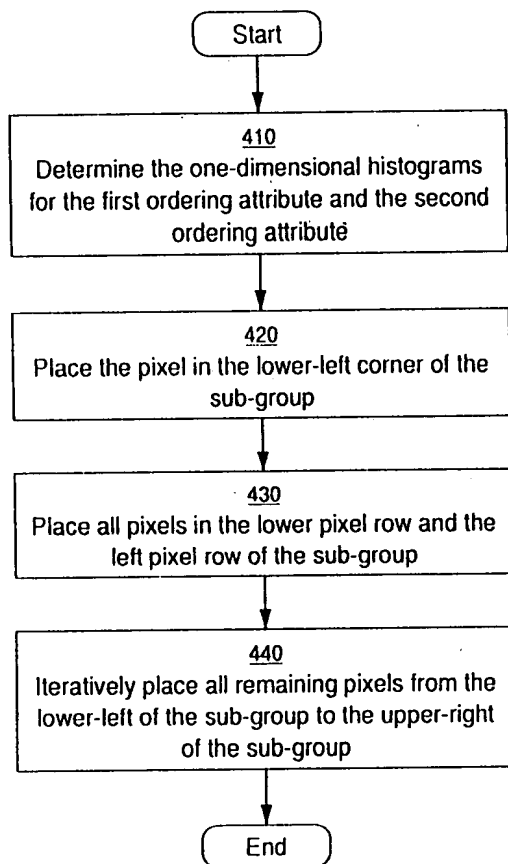 Start
410
Determine the one-dimensional histograms
for the first ordering attribute and the second
ordering attribute
420
Place the pixel in the lower-left corner of the
sub-group
430
Place all pixels in the lower pixel row and the
left pixel row of the sub-group
440
Iteratively place all remaining pixels from the
lower-left of the sub-group to the upper-right
of the sub-group
End